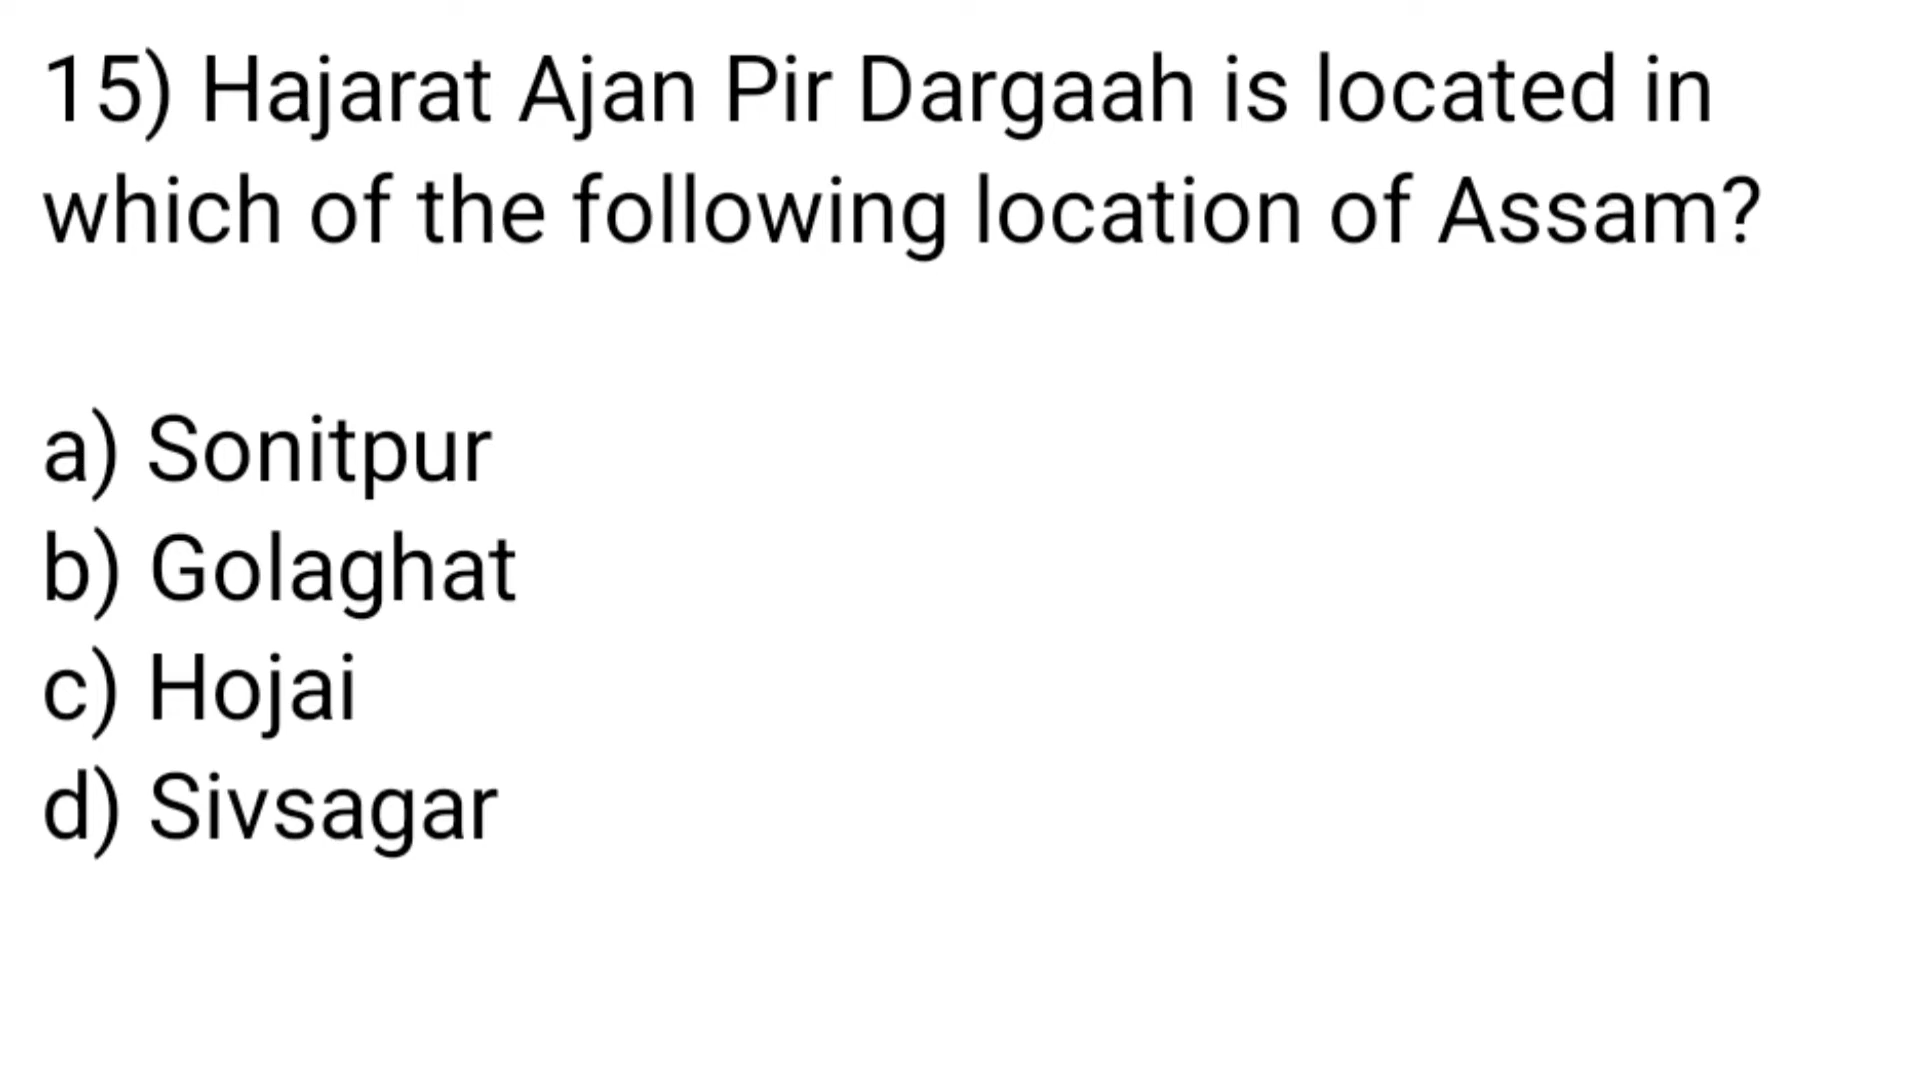 15) Hajarat Ajan Pir Dargaah is located in
which of the following location of Assam?
a) Sonitpur
b) Golaghat
c) Hojai
d) Sivsagar